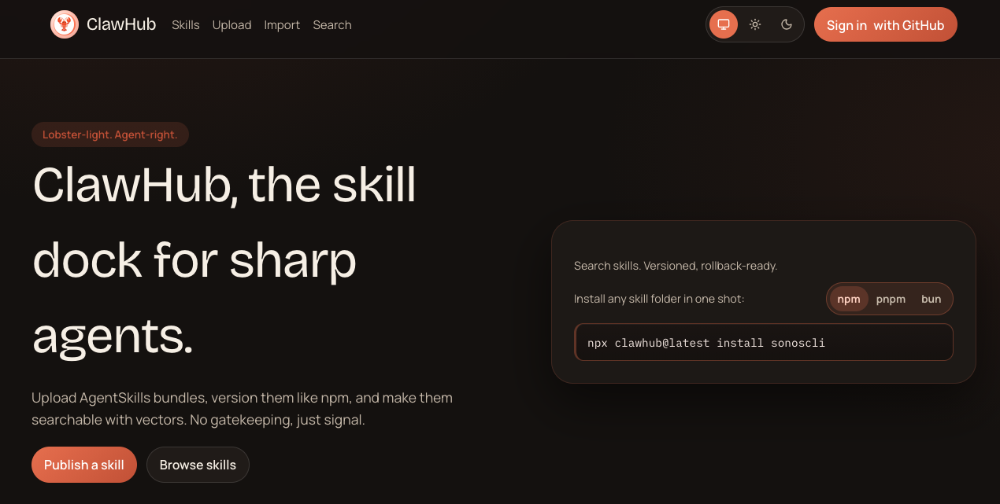 ClawHub
Skills
Upload
Import
Search
Sign in with GitHub
Lobster-light. Agent-right.
ClawHub, the skill
dock for sharp
agents.
Upload AgentSkills bundles, version them like npm, and make them
searchable with vectors. No gatekeeping, just signal.
Publish a skill
Browse skills
Search skills. Versioned, rollback-ready.
Install any skill folder in one shot:
npm
pnpm
bun
npx clawhub@latest install sonoscli